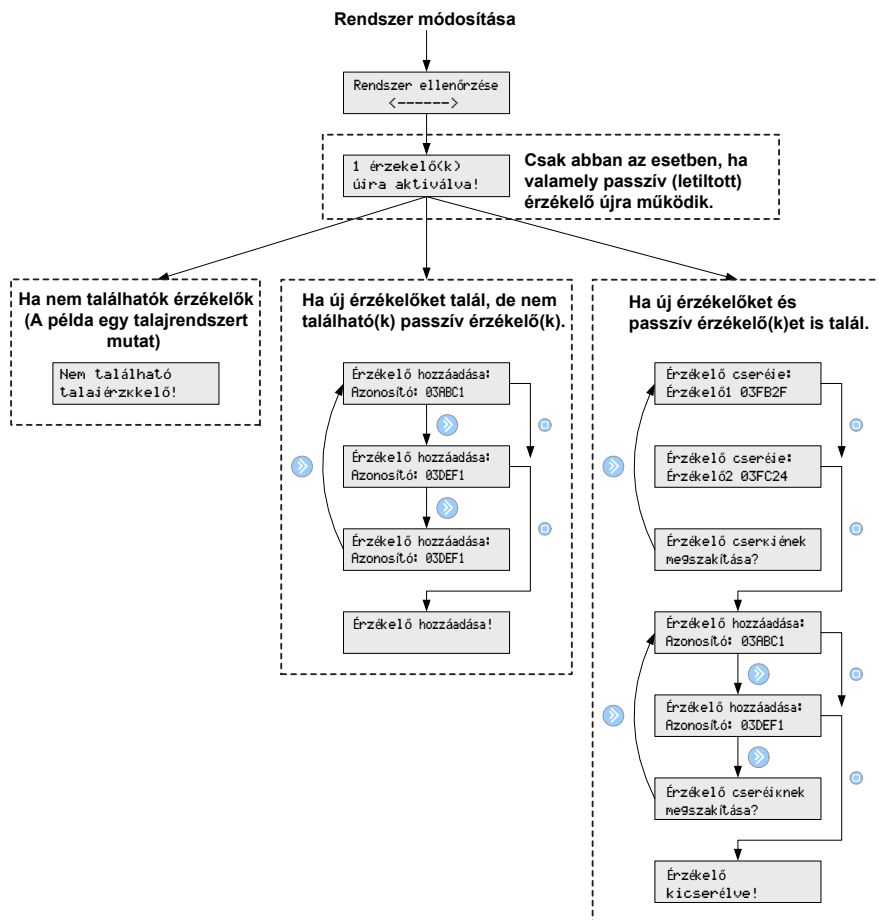 Rendszer módosítása
Rendszer ellenőrzése
<------>
1 érzekelő(k)
újra aktiválva!
Csak abban az esetben, ha
valamely passzív (letiltott)
érzékelő újra működik.
Ha nem találhatók érzékelők
(A példa egy talajrendszert
mutat)
Nem található
talajérzkkelő!
Ha új érzékelőket talál, de nem
található(k) passzív érzékelő(k).
Érzékelő hozzáadása:
Azonosító: 03ABC1
Érzékelő hozzáadása:
Azonosító: 03DEF1
Érzékelő hozzáadása:
Azonosító: 03DEF1
Érzékelő hozzáadása!
Ha új érzékelőket és
passzív érzékelő(k)et is talál.
Érzékelő cseréje:
Érzékelő1 03FB2F
Érzékelő cseréje:
Érzékelő2 03FC24
Érzékelő cserkjének
megszakítása?
Érzékelő hozzáadása:
Azonosító: 03ABC1
Érzékelő hozzáadása:
Azonosító: 03DEF1
Érzékelő cseréjknek
megszakítása?
Érzékelő
kicserélve!